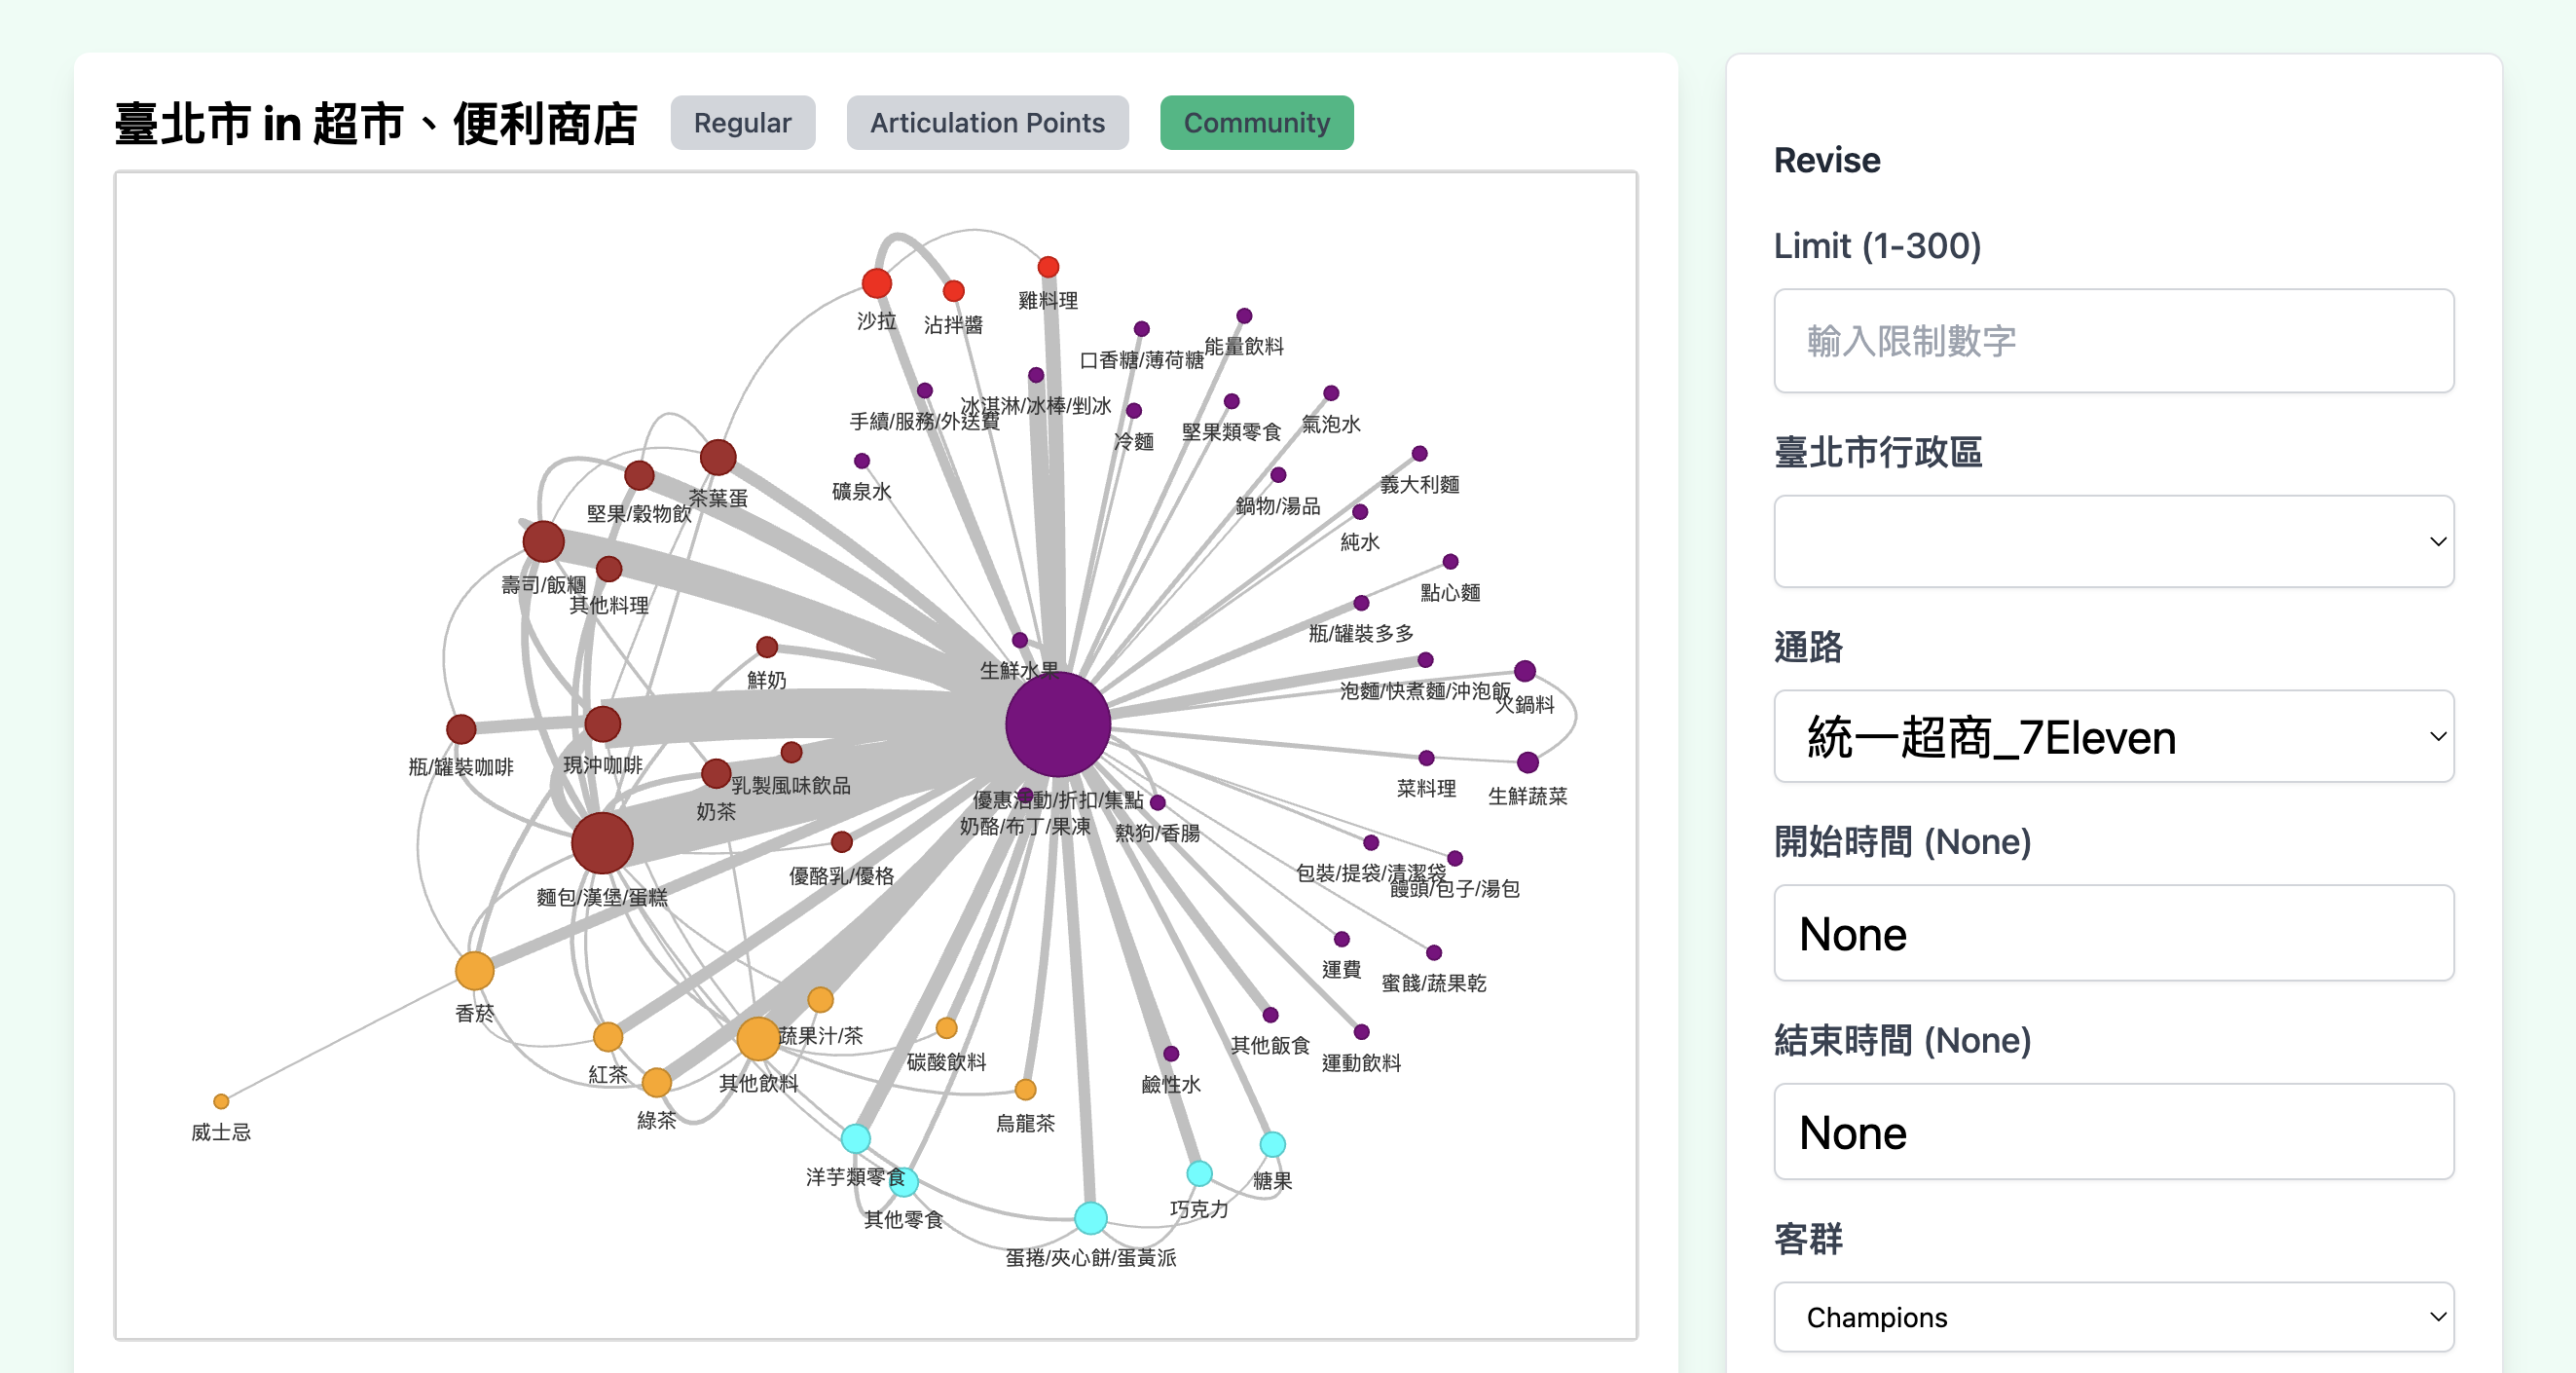 臺北市 in 超市、便利商店
Regular
Articulation Points
Community
沙拉
沾拌醬
雞料理
口香糖/薄荷糖
能量飲料
手續/服務/外送費
冰淇淋/冰棒/剉冰
冷麵
堅果類零食
氣泡水
礦泉水
鍋物/湯品
義大利麵
純水
堅果/穀物飲
茶葉蛋
壽司/飯糰
其他料理
點心麵
瓶/罐裝多多
鮮奶
生鮮水果
泡麵/快煮麵/沖泡飯
火鍋料
瓶/罐裝咖啡
現沖咖啡
乳製風味飲品
奶茶
優惠活動/折扣/集點
奶酪/布丁/果凍
熱狗/香腸
菜料理
生鮮蔬菜
麵包/漢堡/蛋糕
優酪乳/優格
包裝/提袋/清潔袋
饅頭/包子/湯包
運費
蜜餞/蔬果乾
香菸
紅茶
綠茶
其他飲料
蔬果汁/茶
碳酸飲料
烏龍茶
鹼性水
其他飯食
運動飲料
威士忌
洋芋類零食
其他零食
蛋捲/夾心餅/蛋黃派
巧克力
糖果
Revise
Limit (1-300)
輸入限制數字
臺北市行政區
通路
統一超商_7Eleven
開始時間 (None)
None
結束時間 (None)
None
客群
Champions